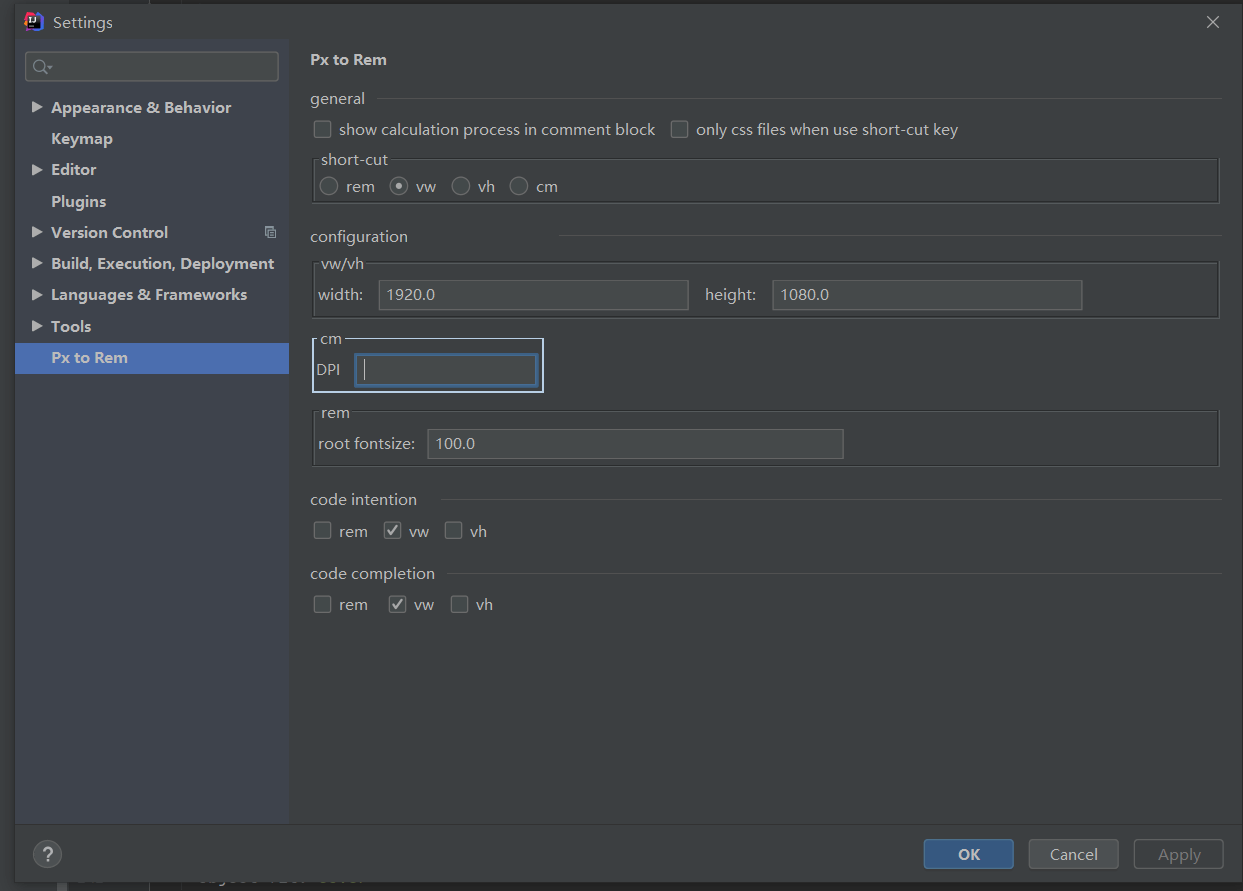 Settings
Appearance & Behavior
Keymap
Editor
Plugins
Version Control
Build, Execution, Deployment
Languages & Frameworks
Tools
Px to Rem
Px to Rem
general
show calculation process in comment block only css files when use short-cut key
short-cut
rem vw vh cm
configuration
vw/vh
width: 1920.0 height: 1080.0
cm
DPI
rem
root fontsize: 100.0
code intention
rem vw vh
code completion
rem vw vh
? OK Cancel Apply